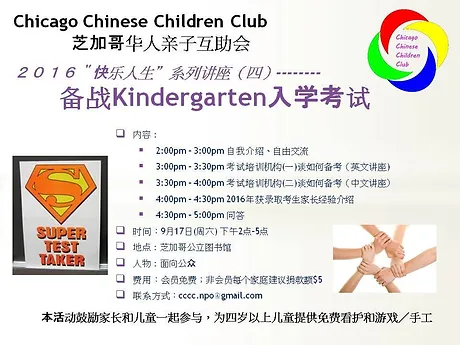 Chicago Chinese Children Club
芝加哥华人亲子互助会
Chicago
Chinese
Children
Club
２０１６“快乐人生”系列讲座（四）--------
备战Kindergarten入学考试
内容：
2:00pm - 3:00pm 自我介绍、自由交流
3:00pm - 3:30pm 考试培训机构(一)谈如何备考（英文讲座）
3:30pm - 4:00pm 考试培训机构(二)谈如何备考（中文讲座）
4:00pm - 4:30pm 2016年获录取考生家长经验介绍
4:30pm - 5:00pm 问答
时间：9月17日(周六) 下午2点-5点
地点：芝加哥公立图书馆
人物：面向公众
费用：会员免费；非会员每个家庭建议捐款额$5
联系方式：cccc.npo@gmail.com
S
SUPER
TEST
TAKER
本活动鼓励家长和儿童一起参与，为四岁以上儿童提供免费看护和游戏／手工